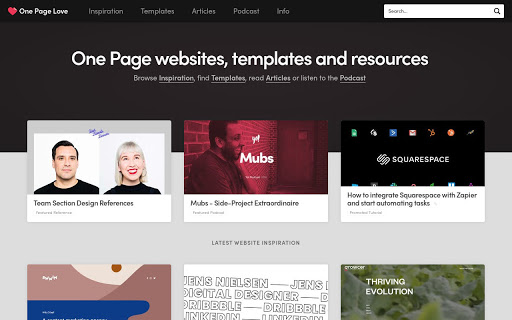 One Page Love Inspiration Templates Articles Podcast Info Search...
One Page websites, templates and resources
Browse Inspiration, find Templates, read Articles or listen to the Podcast
Mubs
SQUARESPACE
Team Section Design References
Featured Reference
Mubs - Side-Project Extraordinaire
Featured Podcast
How to integrate Squarespace with Zapier
and start automating tasks
Promoted Tutorial
LATEST WEBSITE INSPIRATION
JENS NIELSEN — JENS
DIGITAL DESIGNER — D
DRIBBBLE — DRIBBBLE
LINKEDIN — LINKEDIN
THRIVING
EVOLUTION